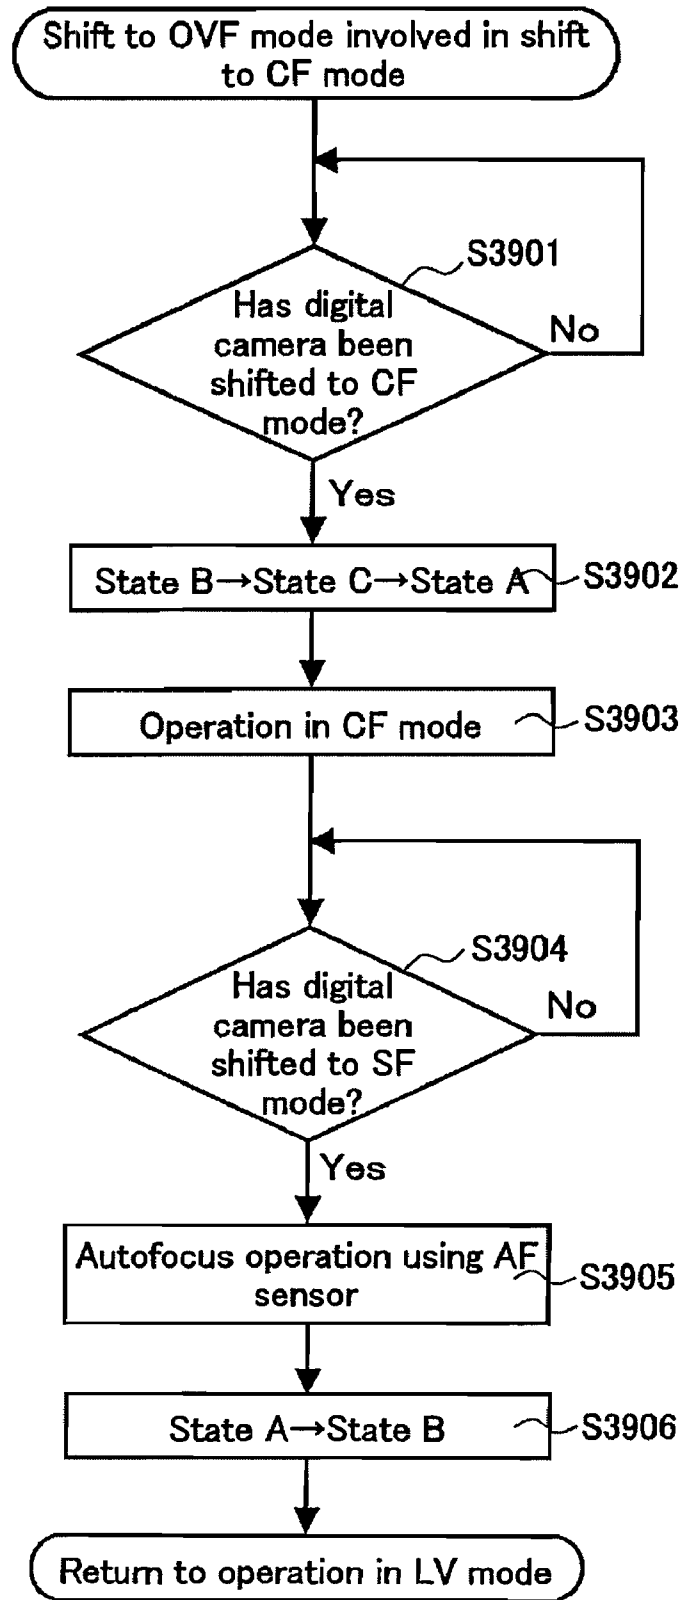 Shift to OVF mode involved in shift
to CF mode
S3901
Has digital
camera been
shifted to CF
mode?
No
Yes
State B→State C→State A
S3902
Operation in CF mode
S3903
S3904
Has digital
camera been
shifted to SF
mode?
No
Yes
Autofocus operation using AF
sensor
S3905
State A→State B
S3906
Return to operation in LV mode